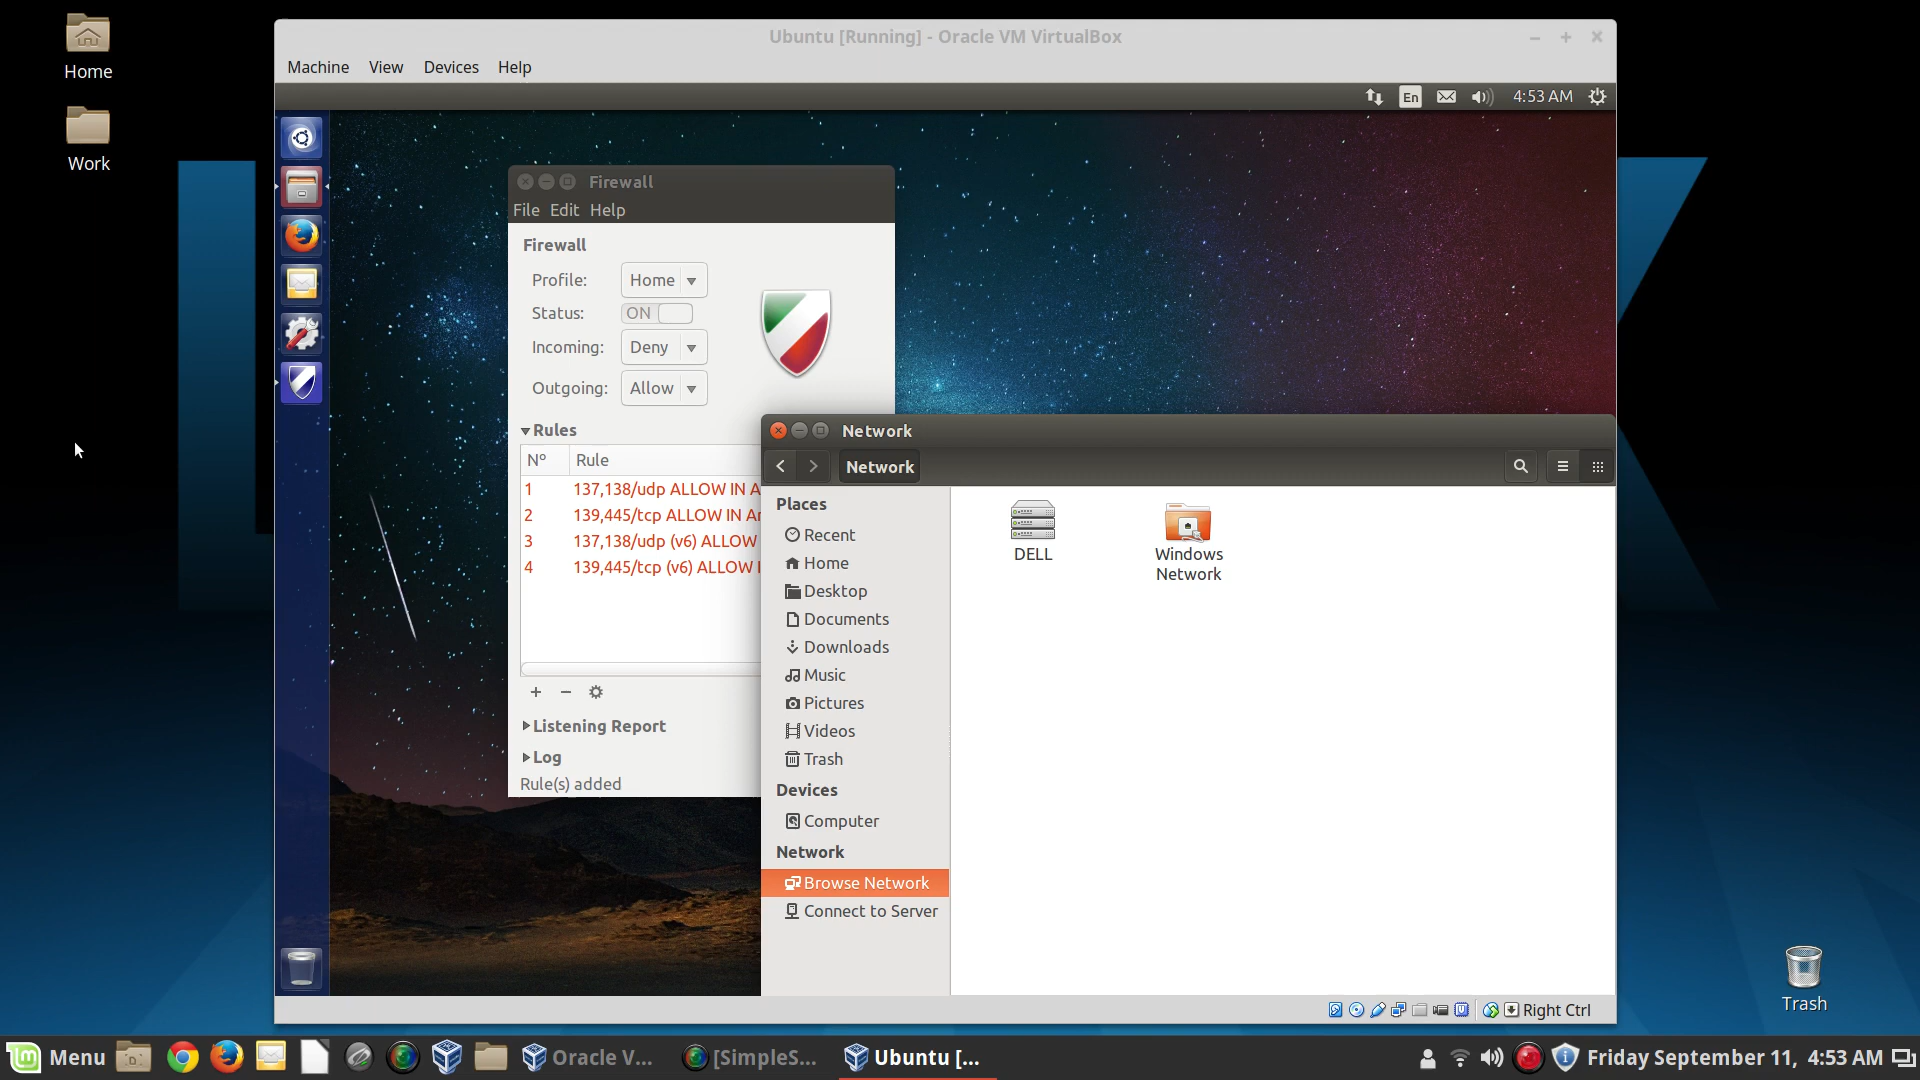 Home
Work
Ubuntu [Running] - Oracle VM VirtualBox
Machine View Devices Help
En 4:53 AM
Firewall
File Edit Help
Firewall
Profile: Home
Status: ON
Incoming: Deny
Outgoing: Allow
Rules
Nº Rule
1 137,138/udp ALLOW IN A
2 139,445/tcp ALLOW IN An
3 137,138/udp (v6) ALLOW
4 139,445/tcp (v6) ALLOW I
Listening Report
Log
Rule(s) added
Network
Network
Places
Recent
Home
Desktop
Documents
Downloads
Music
Pictures
Videos
Trash
Devices
Computer
Network
Browse Network
Connect to Server
DELL
Windows
Network
Right Ctrl
Trash
Menu Oracle V... [SimpleS... Ubuntu [... Friday September 11, 4:53 AM